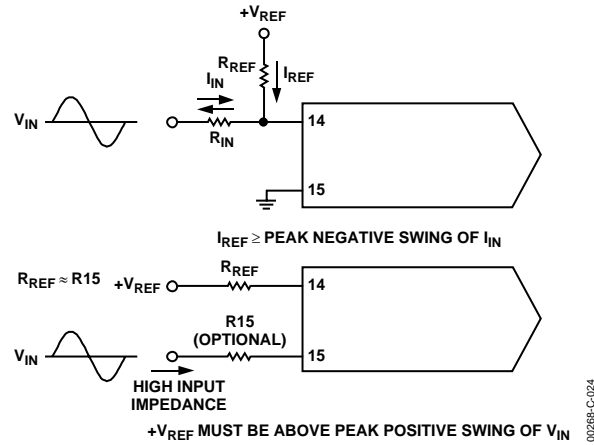 +VREF
RREF
IREF
IIN
VIN
RIN
14
15
IREF ≥ PEAK NEGATIVE SWING OF IIN
RREF ≈ R15
+VREF
RREF
14
R15
(OPTIONAL)
VIN
15
HIGH INPUT
IMPEDANCE
+VREF MUST BE ABOVE PEAK POSITIVE SWING OF VIN
00268-C-024